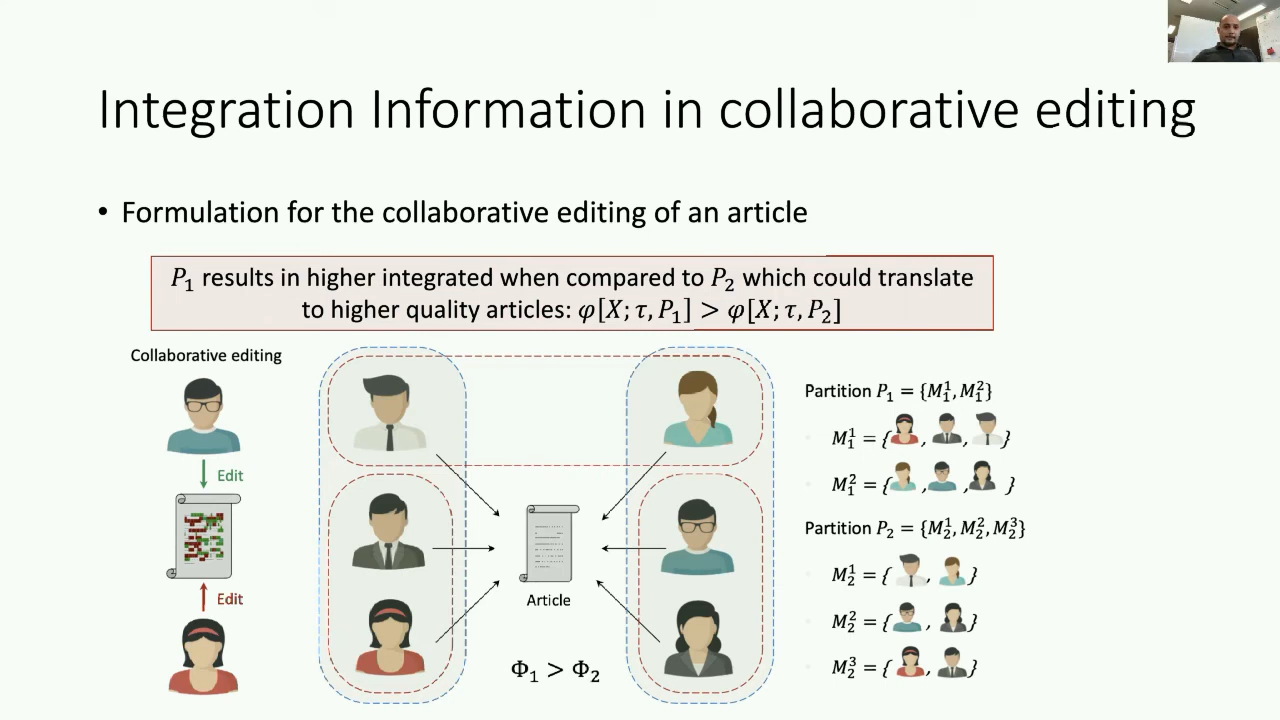 Integration Information in collaborative editing
• Formulation for the collaborative editing of an article
P₁ results in higher integrated when compared to P₂ which could translate
to higher quality articles: φ[X; τ, P₁] > φ[X; τ, P₂]
Collaborative editing
Edit
Edit
Article
Φ₁ > Φ₂
Partition P₁ = {M₁¹, M₁²}
M₁¹ = { , , }
M₁² = { , , }
Partition P₂ = {M₂¹, M₂², M₂³}
M₂¹ = { , }
M₂² = { , }
M₂³ = { , }